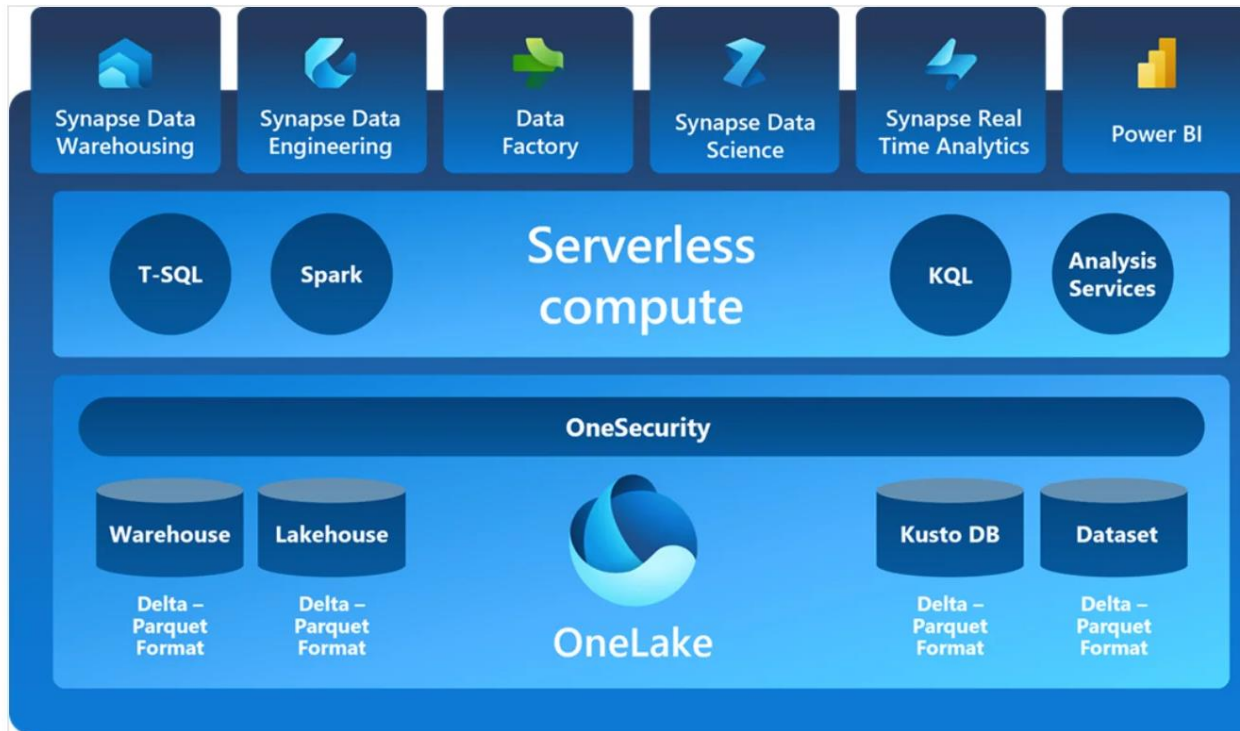 Synapse Data
Warehousing
Synapse Data
Engineering
Data
Factory
Synapse Data
Science
Synapse Real
Time Analytics
Power BI
T-SQL
Spark
Serverless
compute
KQL
Analysis
Services
OneSecurity
Warehouse
Lakehouse
Kusto DB
Dataset
Delta –
Parquet
Format
Delta –
Parquet
Format
OneLake
Delta –
Parquet
Format
Delta –
Parquet
Format